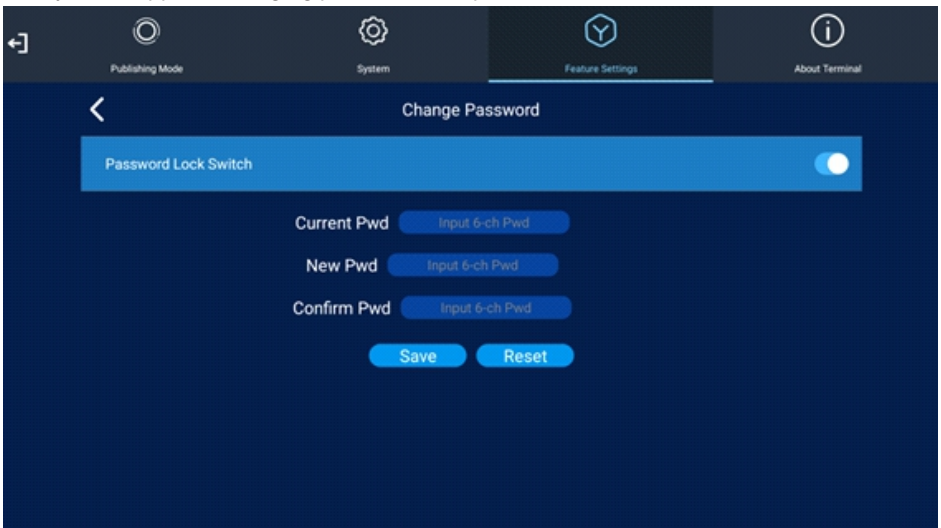 Publishing Mode System Feature Settings About Terminal
Change Password
Password Lock Switch
Current Pwd Input 6-ch Pwd
New Pwd Input 6-ch Pwd
Confirm Pwd Input 6-ch Pwd
Save Reset